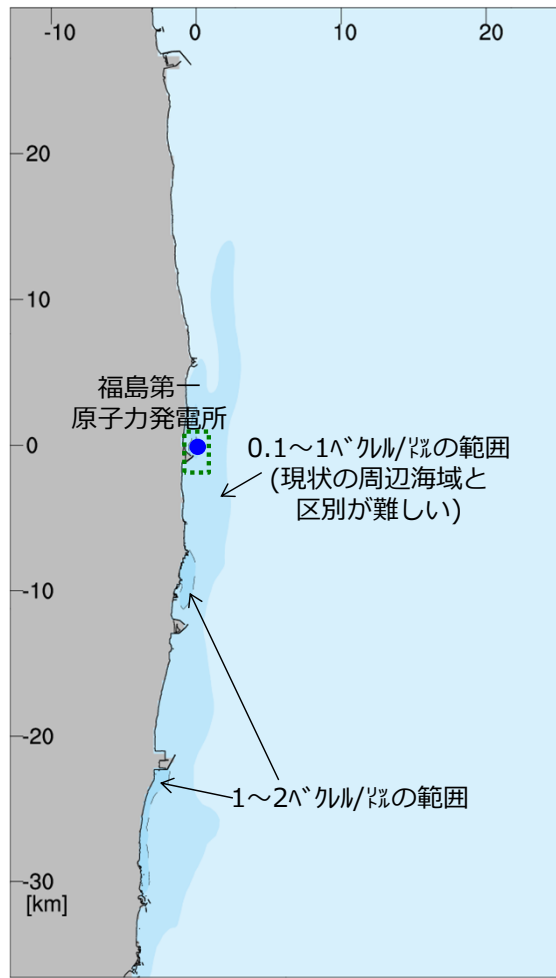 -10 0 10 20
20
10
福島第一
原子力発電所
0
0.1～1ﾍﾞｸﾚﾙ/㍑の範囲
(現状の周辺海域と
区別が難しい)
-10
-20
1～2ﾍﾞｸﾚﾙ/㍑の範囲
-30
[km]